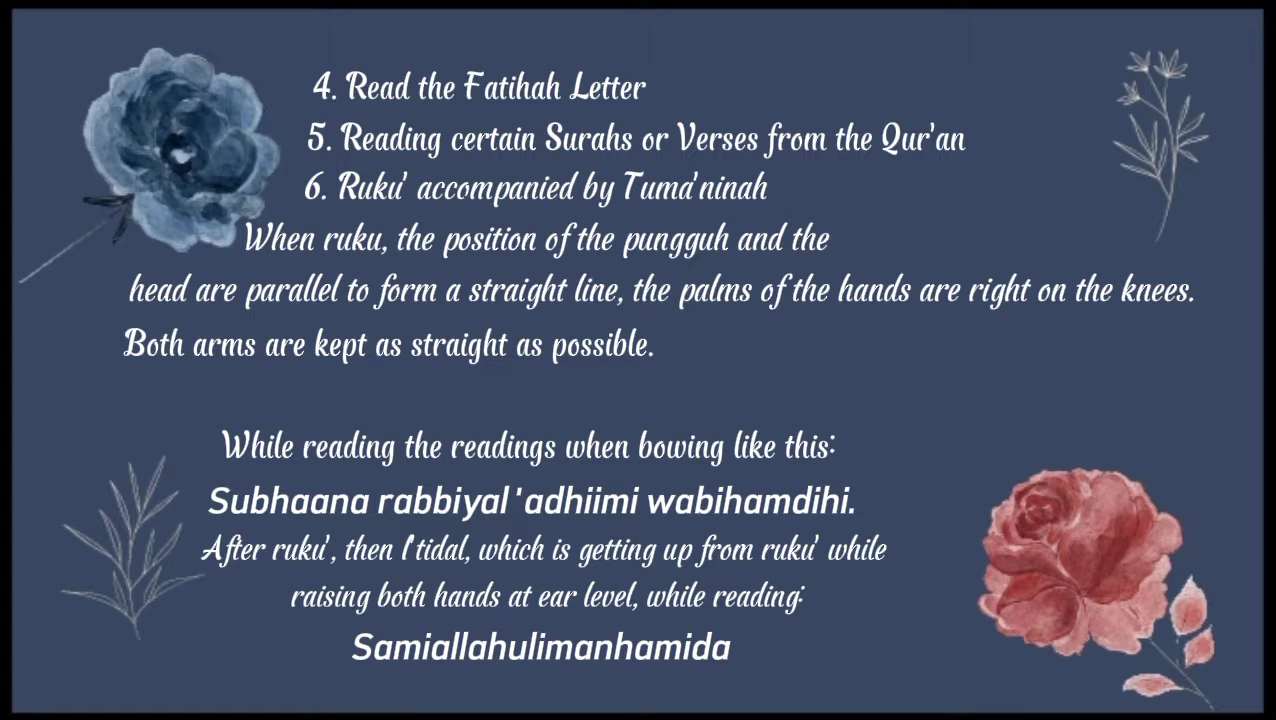 4. Read the Fatihah Letter
5. Reading certain Surahs or Verses from the Qur'an
6. Ruku' accompanied by Tuma'ninah
When ruku, the position of the pungguh and the
head are parallel to form a straight line, the palms of the hands are right on the knees.
Both arms are kept as straight as possible.
While reading the readings when bowing like this:
Subhaana rabbiyal 'adhiimi wabihamdihi.
After ruku', then I'tidal, which is getting up from ruku' while
raising both hands at ear level, while reading:
Samiallahulimanhamida